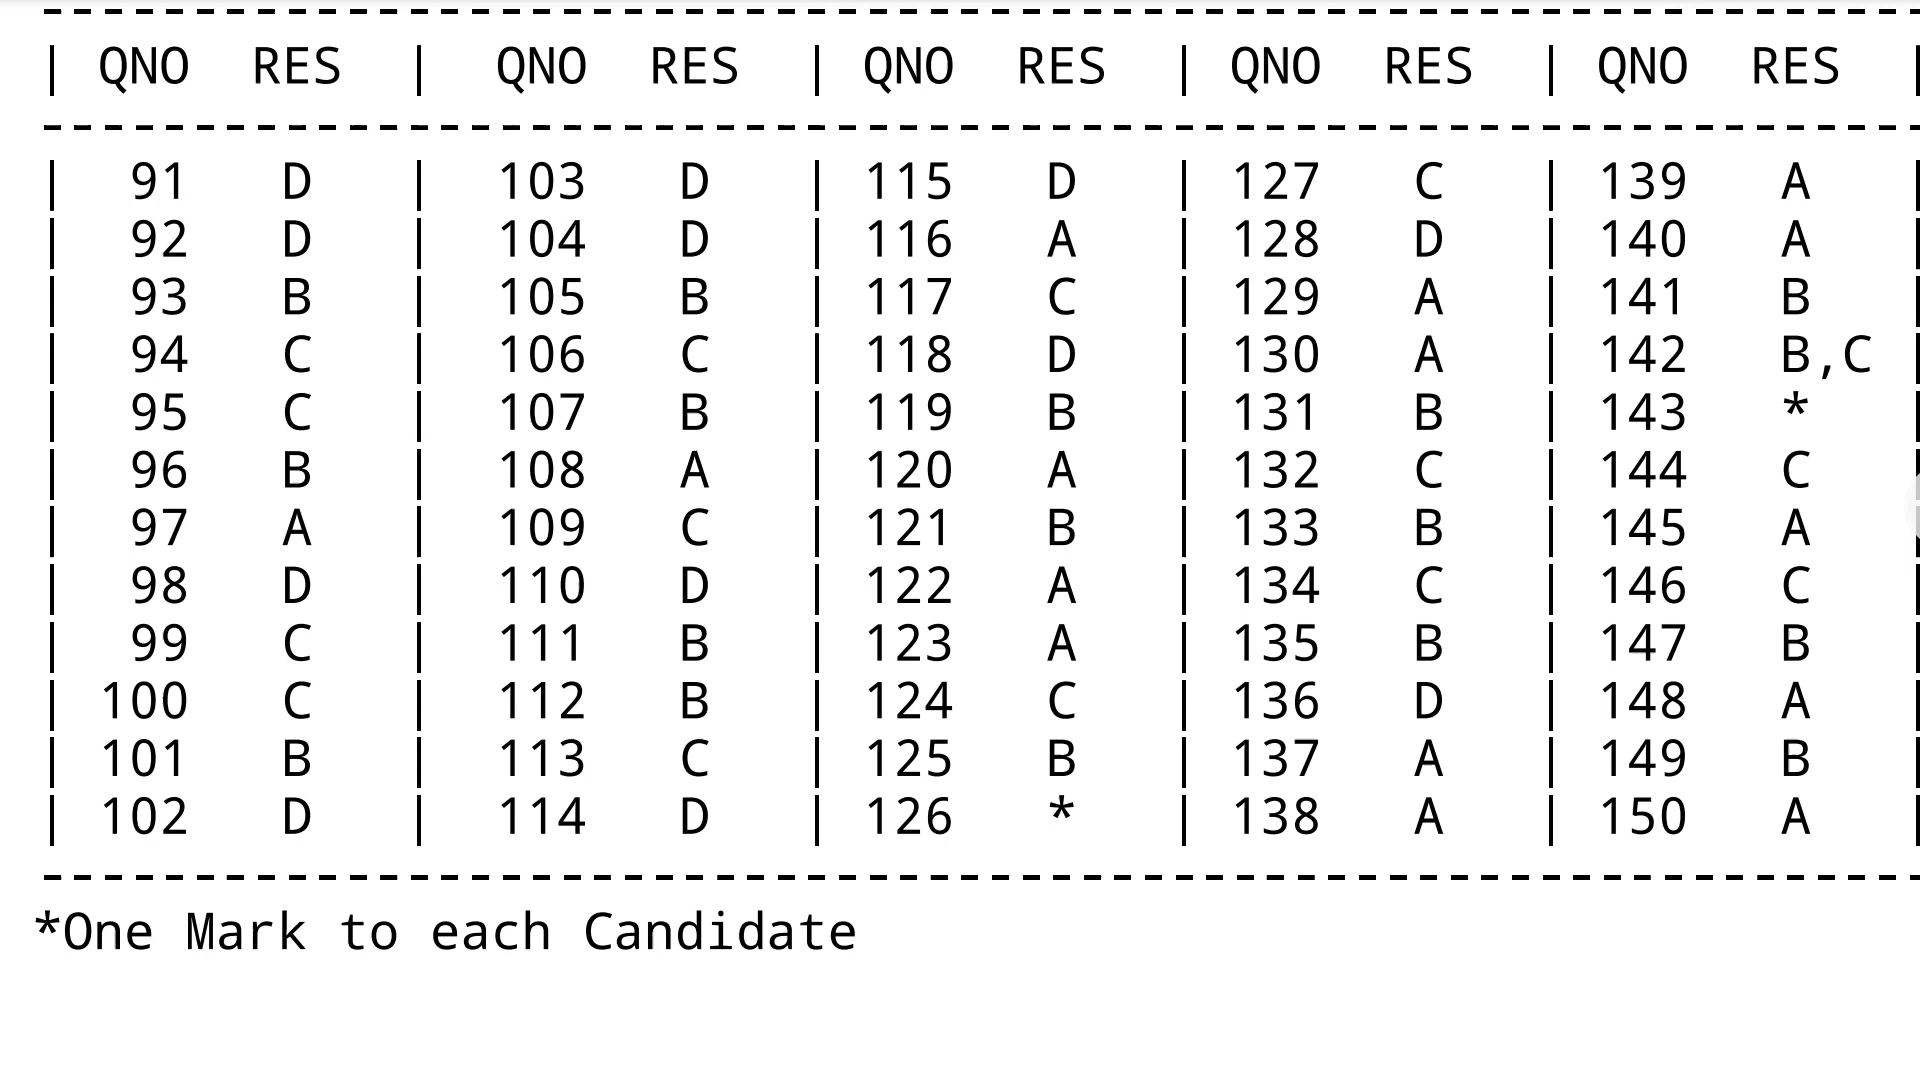 | QNO RES | QNO RES | QNO RES | QNO RES | QNO RES |
| 91 D | 103 D | 115 D | 127 C | 139 A |
| 92 D | 104 D | 116 A | 128 D | 140 A |
| 93 B | 105 B | 117 C | 129 A | 141 B |
| 94 C | 106 C | 118 D | 130 A | 142 B,C |
| 95 C | 107 B | 119 B | 131 B | 143 * |
| 96 B | 108 A | 120 A | 132 C | 144 C |
| 97 A | 109 C | 121 B | 133 B | 145 A |
| 98 D | 110 D | 122 A | 134 C | 146 C |
| 99 C | 111 B | 123 A | 135 B | 147 B |
| 100 C | 112 B | 124 C | 136 D | 148 A |
| 101 B | 113 C | 125 B | 137 A | 149 B |
| 102 D | 114 D | 126 * | 138 A | 150 A |
*One Mark to each Candidate